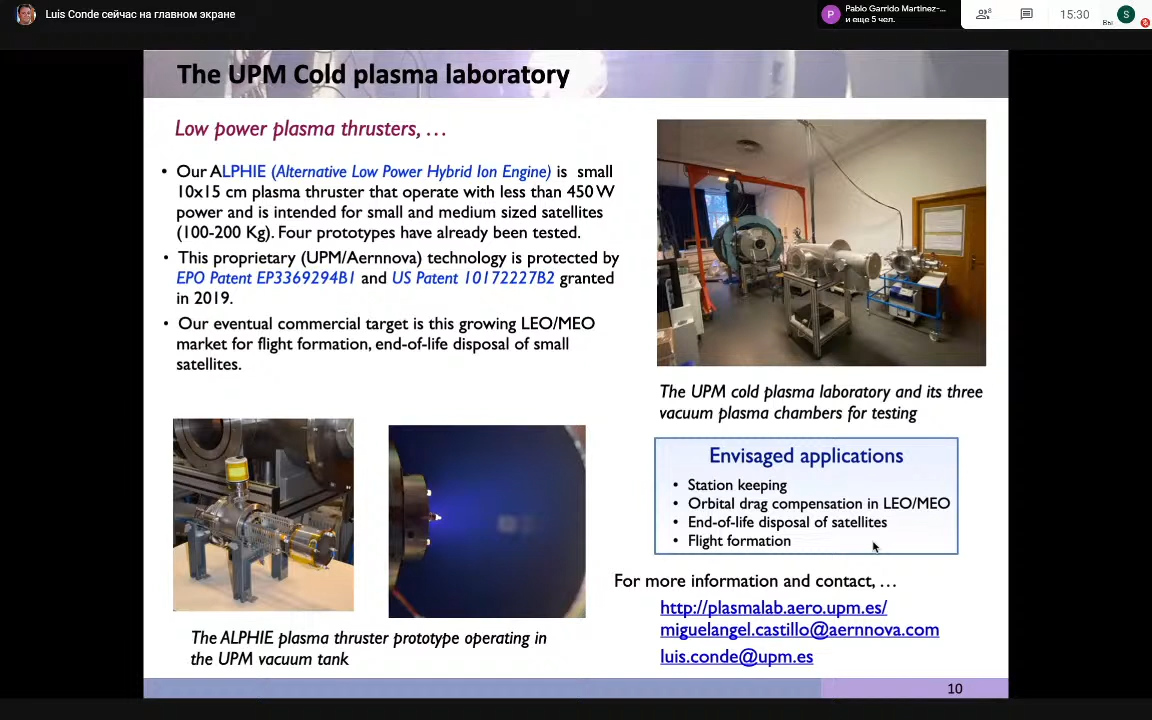 Luis Conde сейчас на главном экране
P
Pablo Garrido Martinez-...
и еще 5 чел.
8
15:30
Вы
S
The UPM Cold plasma laboratory
Low power plasma thrusters, ...
• Our ALPHIE (Alternative Low Power Hybrid Ion Engine) is small
10x15 cm plasma thruster that operate with less than 450 W
power and is intended for small and medium sized satellites
(100-200 Kg). Four prototypes have already been tested.
• This proprietary (UPM/Aernnova) technology is protected by
EPO Patent EP3369294B1 and US Patent 10172227B2 granted
in 2019.
• Our eventual commercial target is this growing LEO/MEO
market for flight formation, end-of-life disposal of small
satellites.
The ALPHIE plasma thruster prototype operating in
the UPM vacuum tank
The UPM cold plasma laboratory and its three
vacuum plasma chambers for testing
Envisaged applications
• Station keeping
• Orbital drag compensation in LEO/MEO
• End-of-life disposal of satellites
• Flight formation
For more information and contact, ...
http://plasmalab.aero.upm.es/
miguelangel.castillo@aernnova.com
luis.conde@upm.es
10